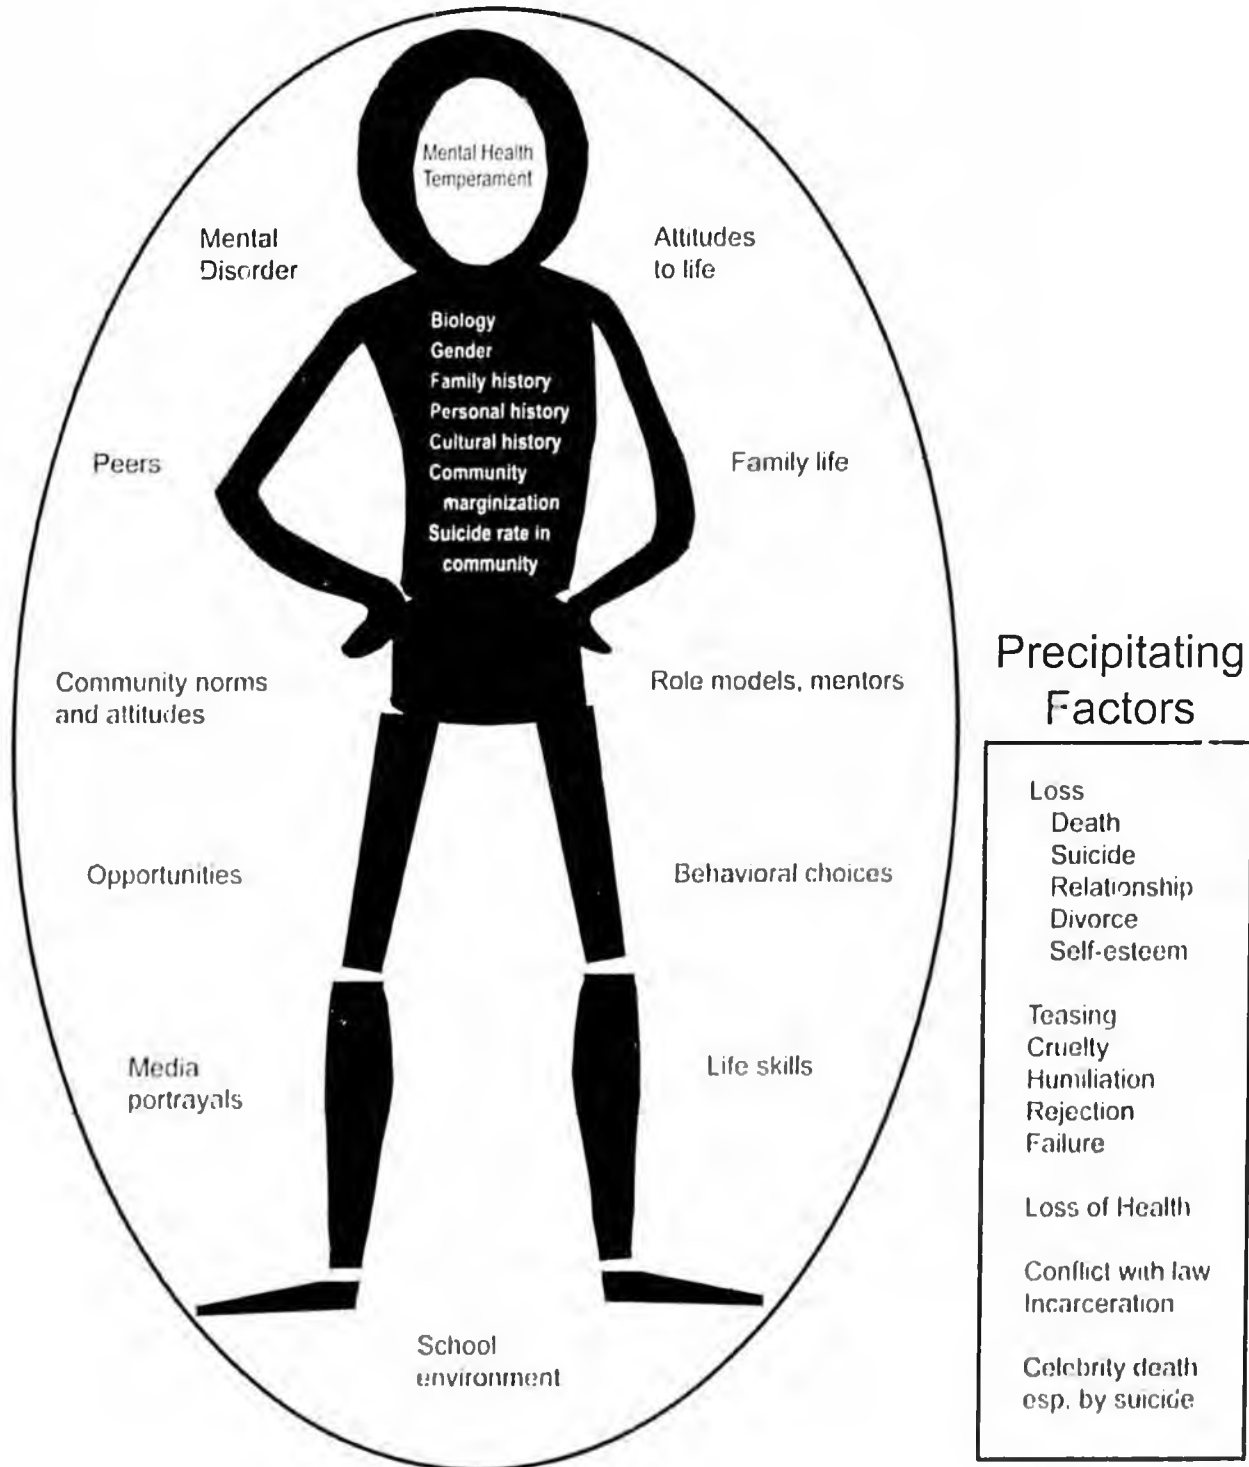 Mental Health
Temperament
Mental
Disorder
Attitudes
to life
Biology
Gender
Family history
Personal history
Cultural history
Community
marginization
Suicide rate in
community
Peers
Family life
Community norms
and attitudes
Role models, mentors
Opportunities
Behavioral choices
Media
portrayals
Life skills
School
environment
Precipitating
Factors
Loss
Death
Suicide
Relationship
Divorce
Self-esteem
Teasing
Cruelty
Humiliation
Rejection
Failure
Loss of Health
Conflict with law
Incarceration
Celebrity death
esp. by suicide